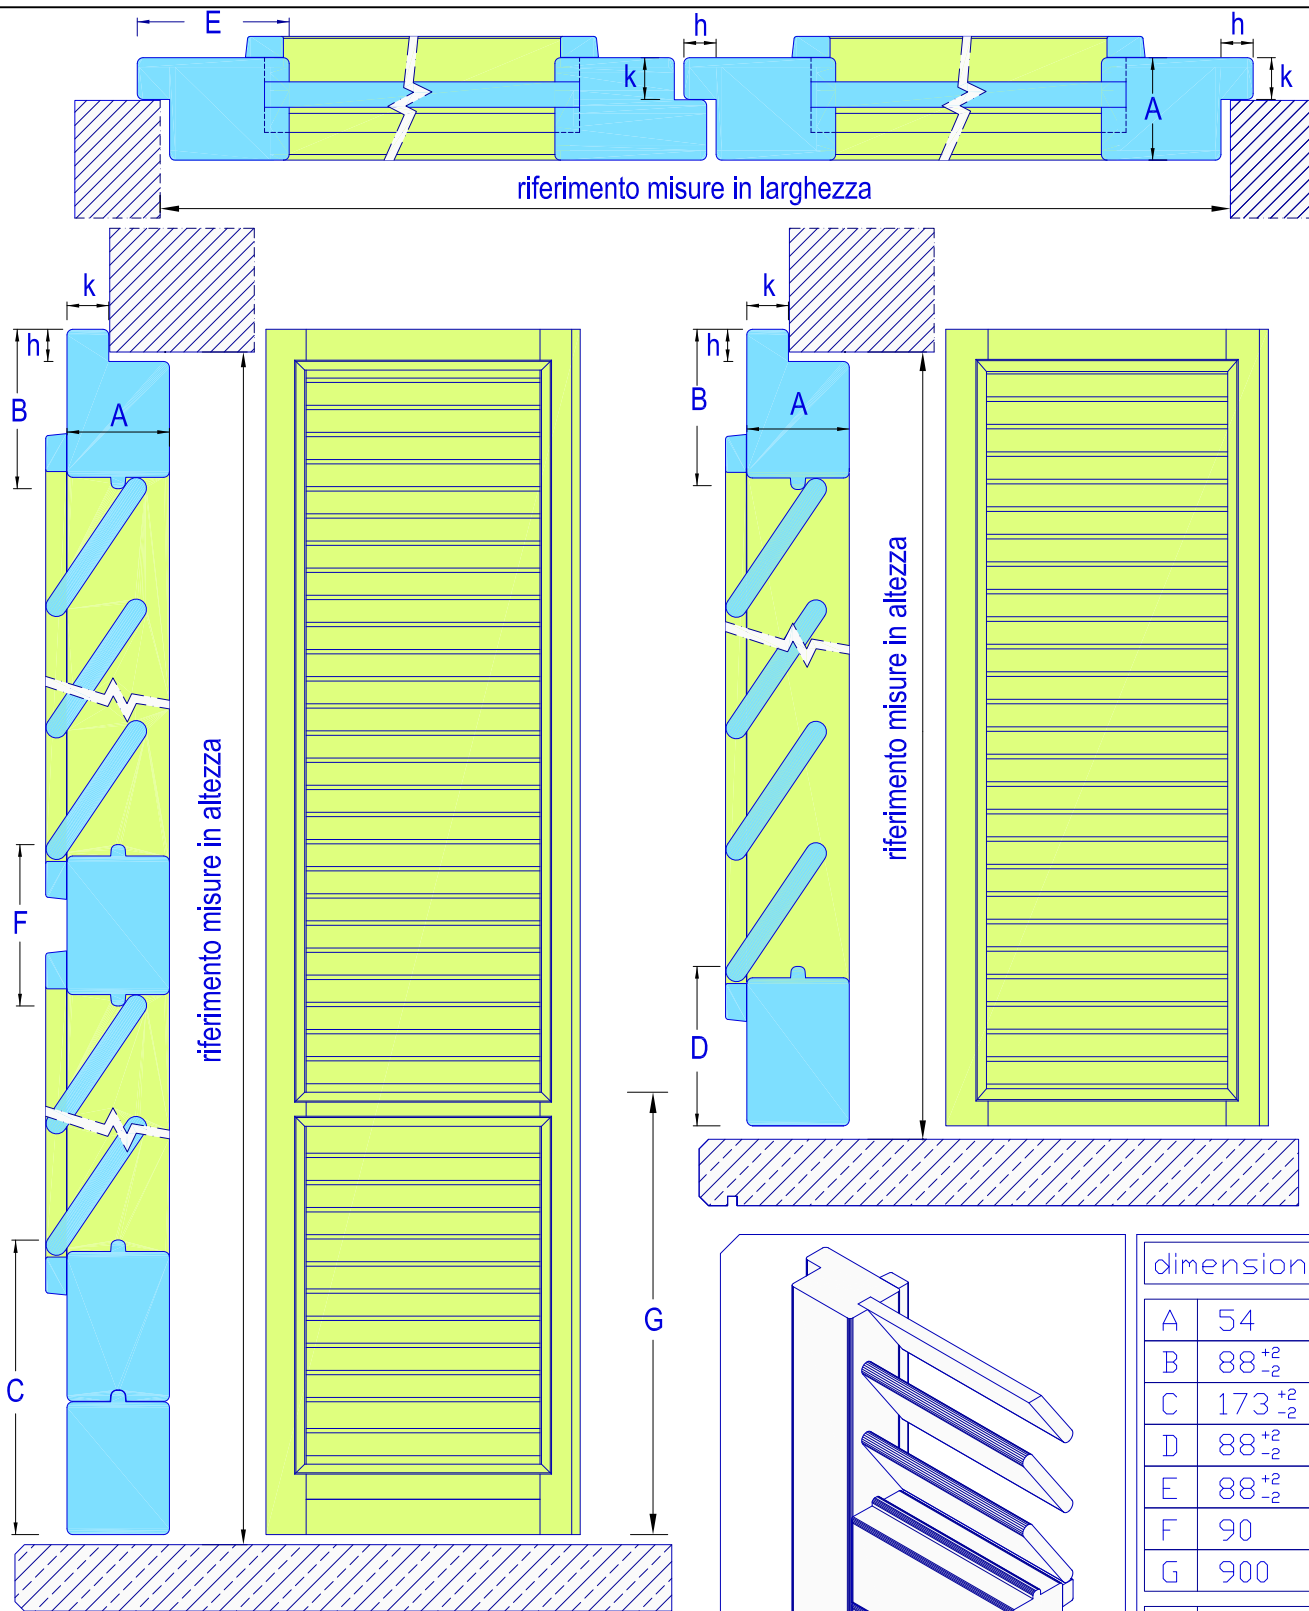 E
h
h
k
k
A
riferimento misure in larghezza
k
h
B
A
F
C
riferimento misure in altezza
G
k
h
B
A
D
riferimento misure in altezza
dimension
A 54
B 88 +2 -2
C 173 +2 -2
D 88 +2 -2
E 88 +2 -2
F 90
G 900